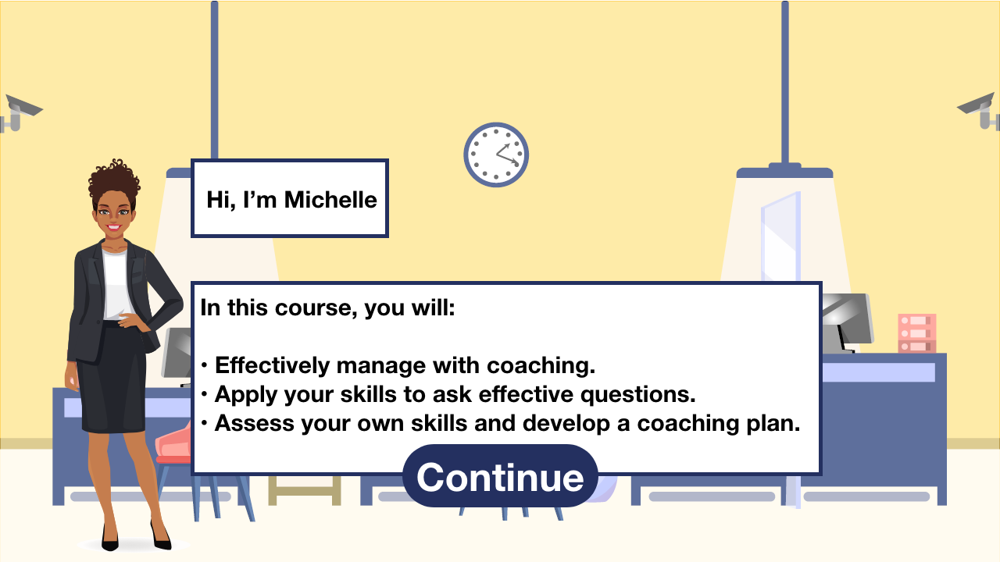 Hi, I’m Michelle
In this course, you will:
• Effectively manage with coaching.
• Apply your skills to ask effective questions.
• Assess your own skills and develop a coaching plan.
Continue